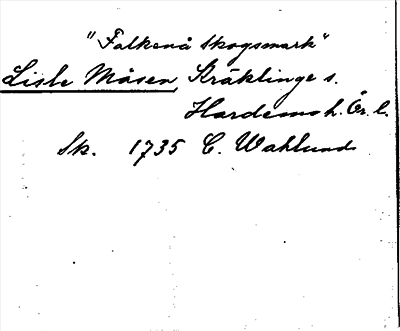 "Falkenå Skogsmark"
Lisle Måsen, Kräklinge s.
Hardemo h. Ör. l.
Sk. 1735 C. Wahlund